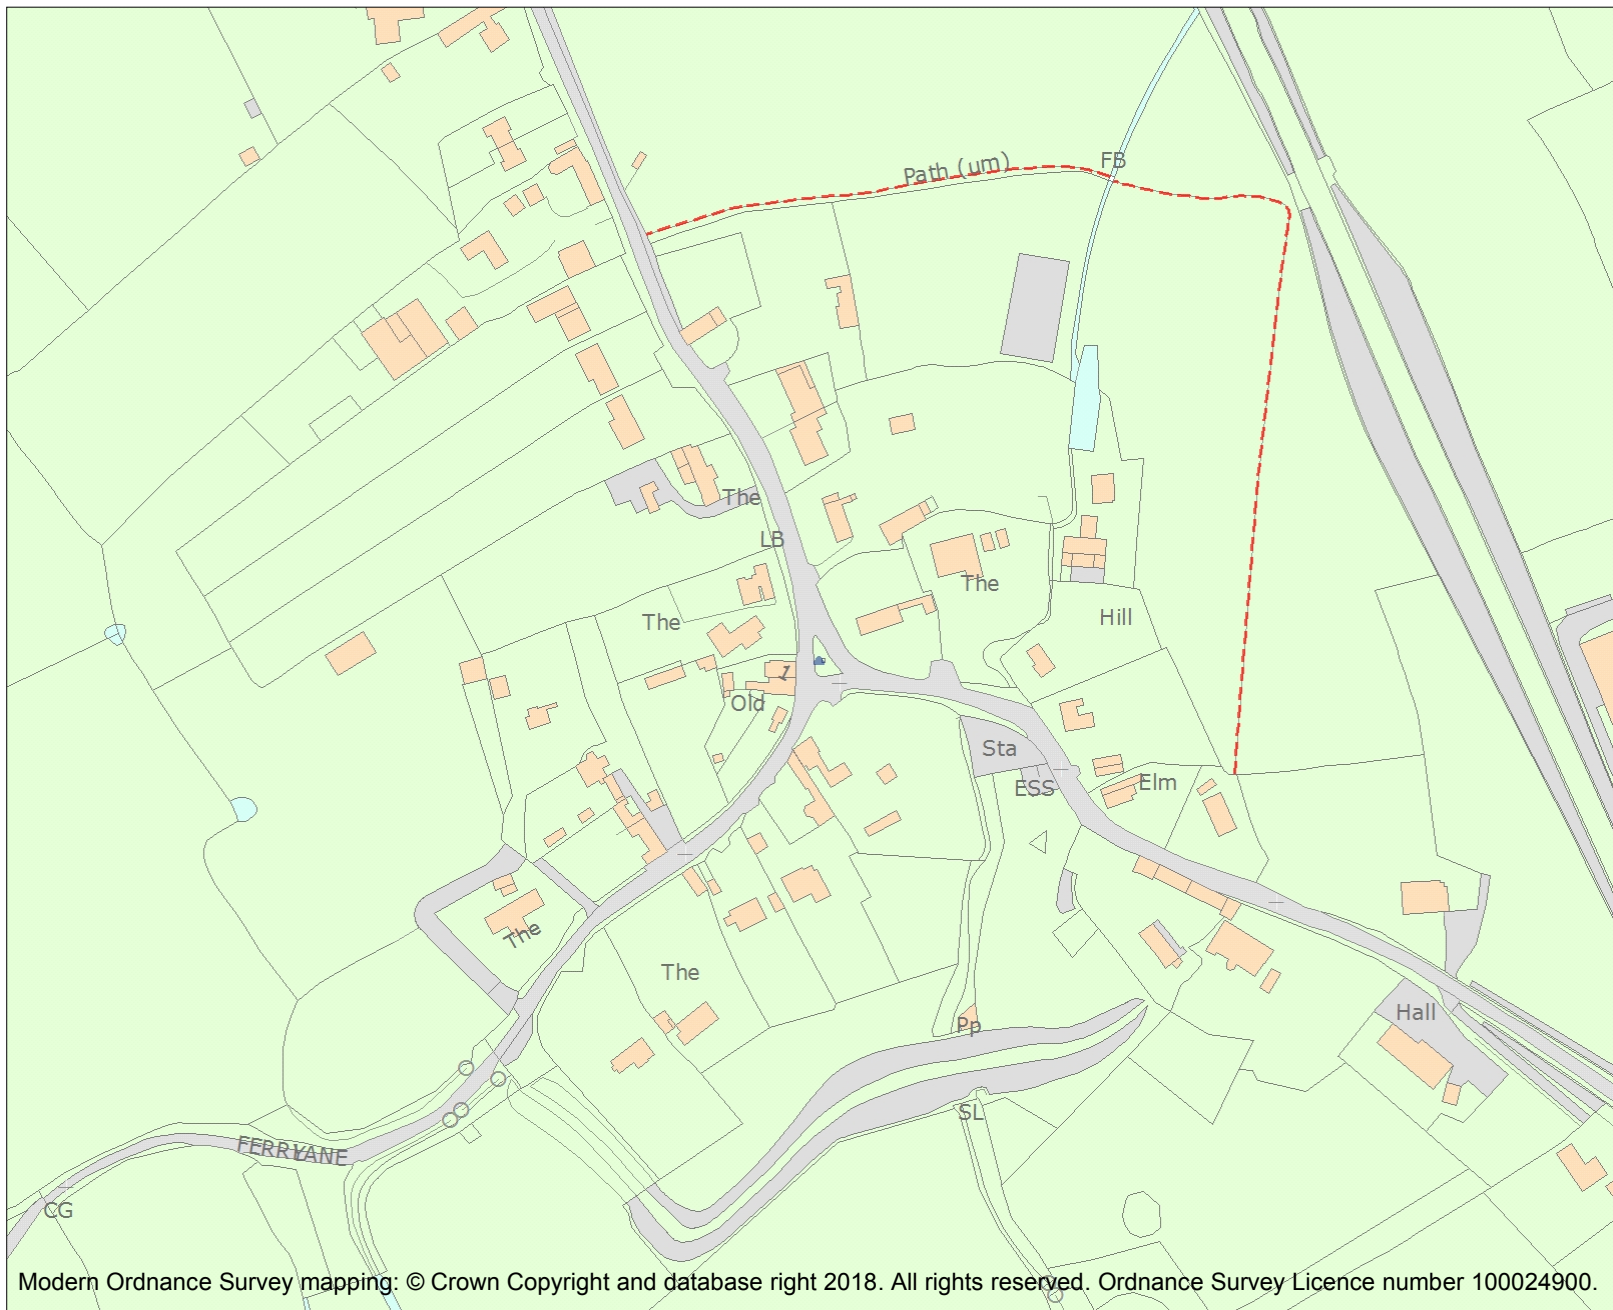 FB
Path (um)
The
LB
The
Hill
The
1
Old
Sta
ESS
Elm
The
The
Hall
Pp
SL
FERRY LANE
CG
Modern Ordnance Survey mapping: © Crown Copyright and database right 2018. All rights reserved. Ordnance Survey Licence number 100024900.